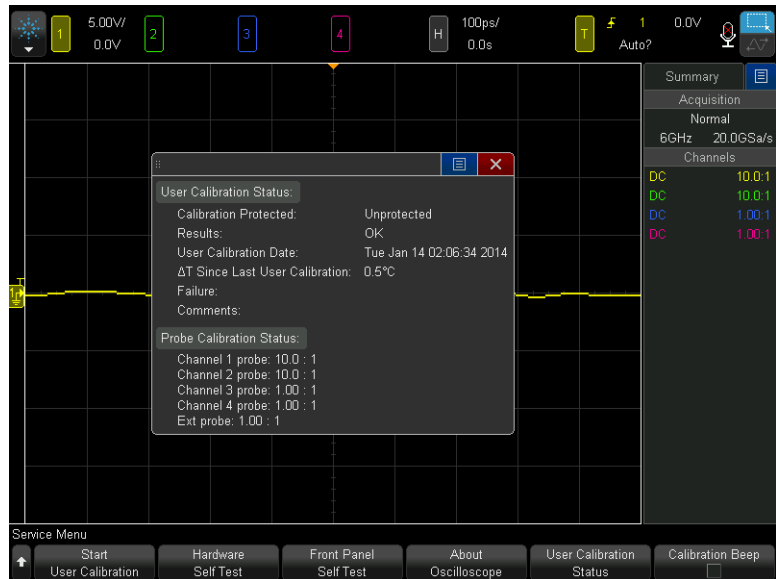 1 5.00V/ 2 3 4 H 100ps/ T 1 0.0V
0.0V 0.0s Auto?
Summary
Acquisition
Normal
6GHz 20.0GSa/s
Channels
DC 10.0:1
DC 10.0:1
DC 1.00:1
DC 1.00:1
User Calibration Status:
Calibration Protected: Unprotected
Results: OK
User Calibration Date: Tue Jan 14 02:06:34 2014
ΔT Since Last User Calibration: 0.5°C
Failure:
Comments:
Probe Calibration Status:
Channel 1 probe: 10.0 : 1
Channel 2 probe: 10.0 : 1
Channel 3 probe: 1.00 : 1
Channel 4 probe: 1.00 : 1
Ext probe: 1.00 : 1
T
1
Service Menu
Start Hardware Front Panel About User Calibration Calibration Beep
User Calibration Self Test Self Test Oscilloscope Status